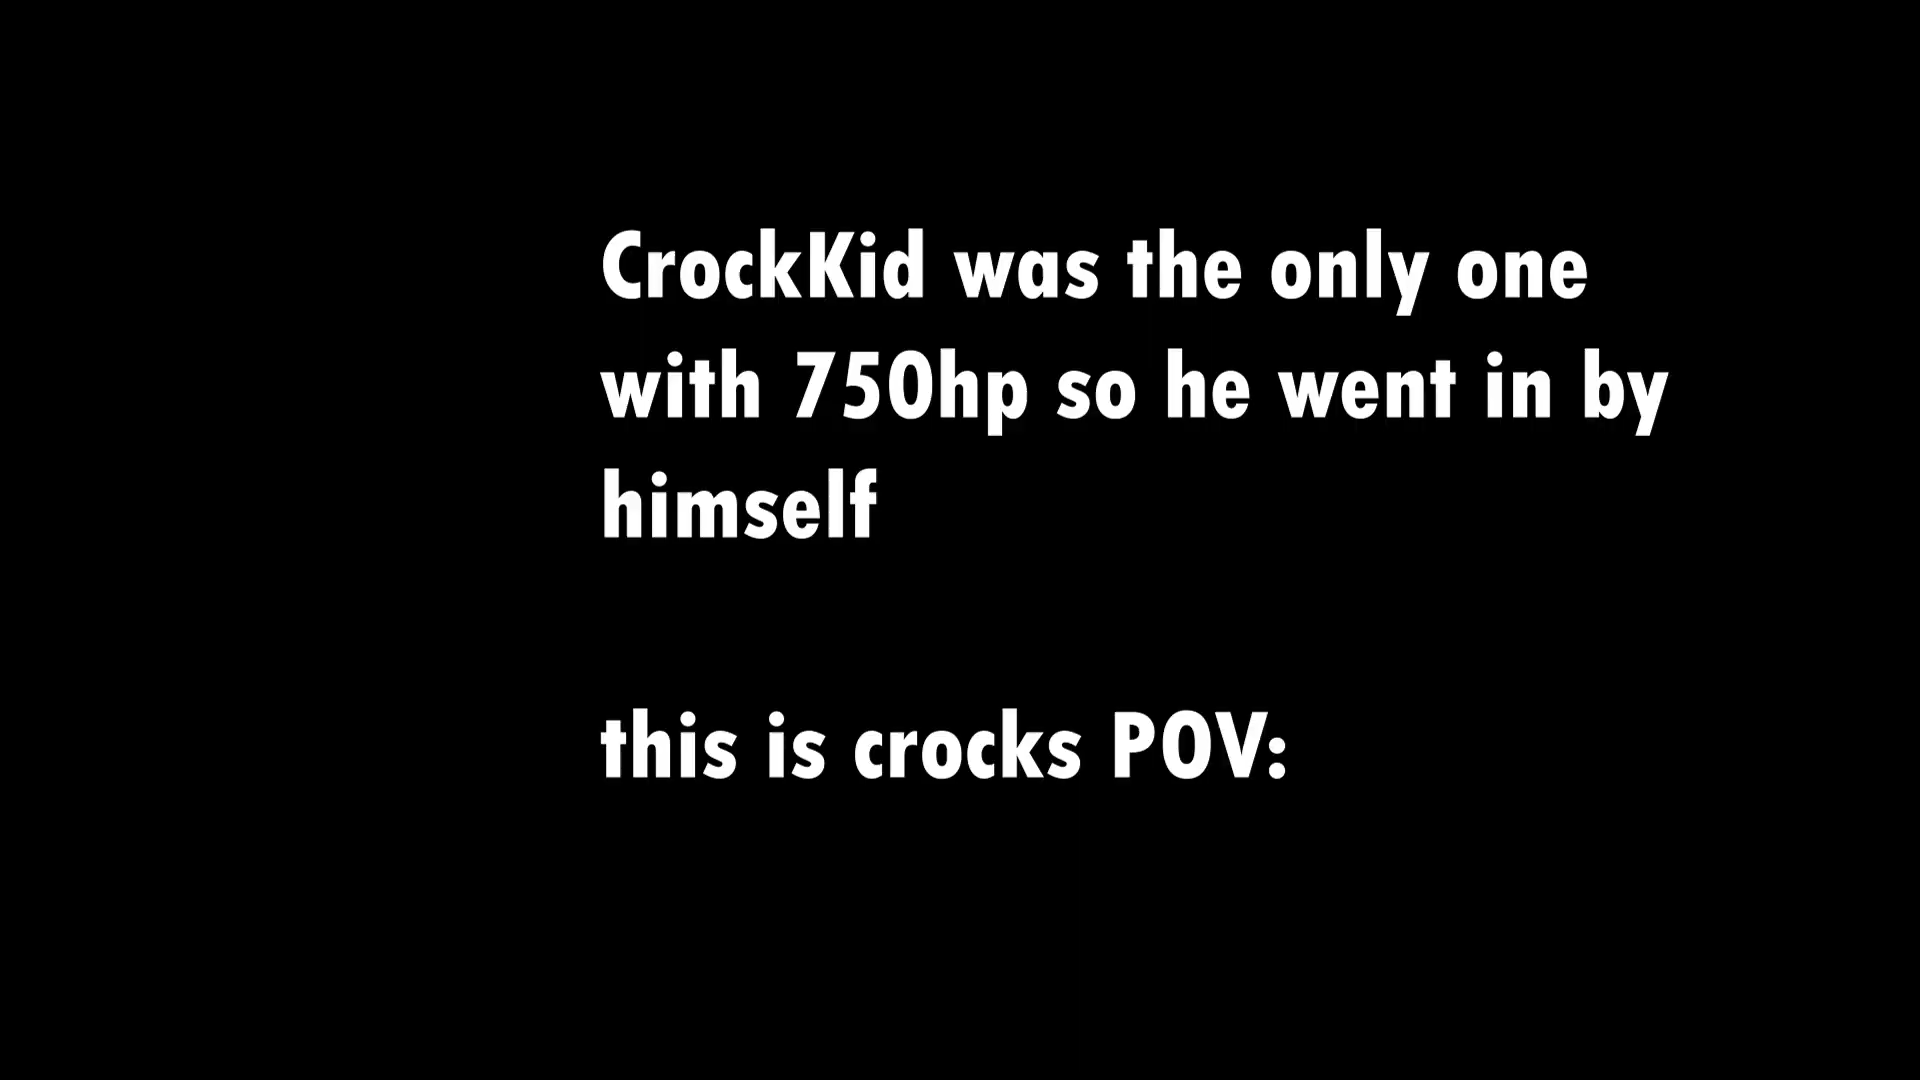 CrockKid was the only one
with 750hp so he went in by
himself
this is crocks POV: